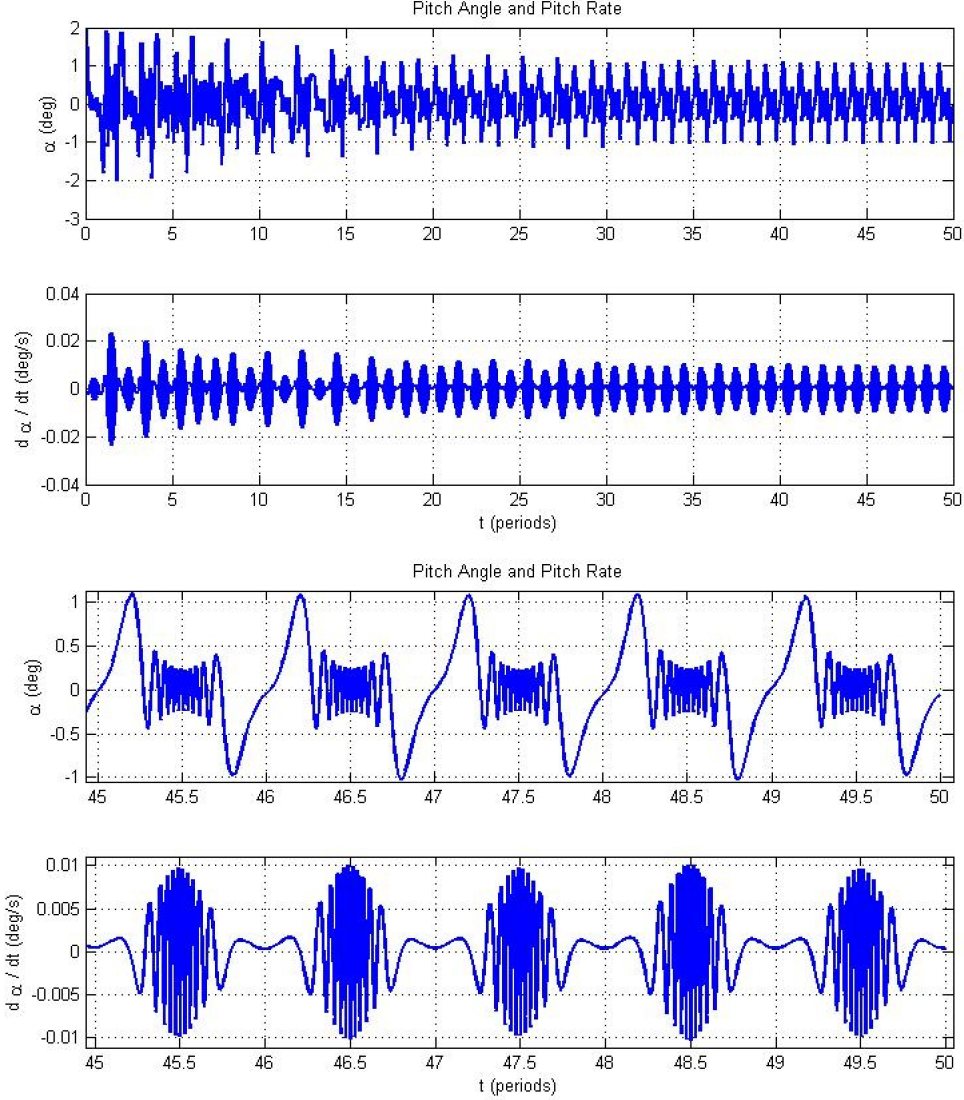 Pitch Angle and Pitch Rate
2
1
0
-1
-2
-3
α (deg)
0 5 10 15 20 25 30 35 40 45 50
0.04
0.02
0
-0.02
-0.04
d α / dt (deg/s)
0 5 10 15 20 25 30 35 40 45 50
t (periods)
Pitch Angle and Pitch Rate
1
0.5
0
-0.5
-1
α (deg)
45 45.5 46 46.5 47 47.5 48 48.5 49 49.5 50
0.01
0.005
0
-0.005
-0.01
d α / dt (deg/s)
45 45.5 46 46.5 47 47.5 48 48.5 49 49.5 50
t (periods)